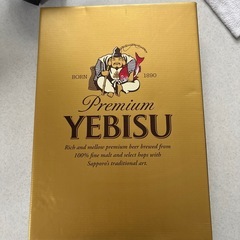 BORN 1890
Premium
YEBISU
Rich and mellow premium beer brewed from
100% fine malt and select hops with
Sapporo's traditional art.